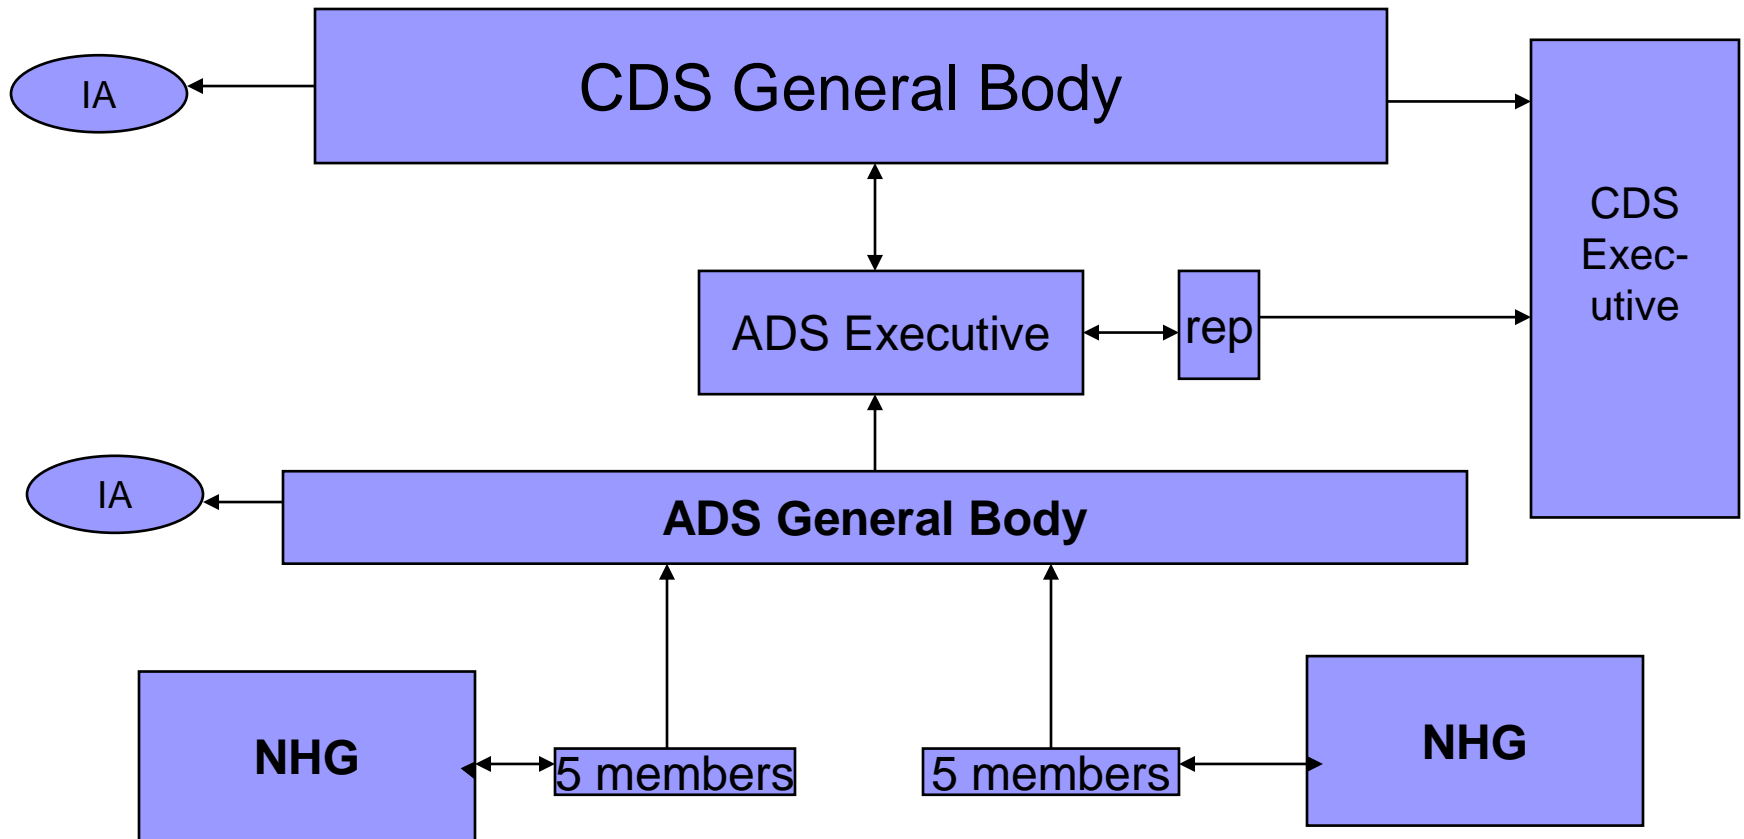 CDS General Body
IA
CDS
Exec-
utive
ADS Executive
rep
IA
ADS General Body
NHG
5 members
5 members
NHG